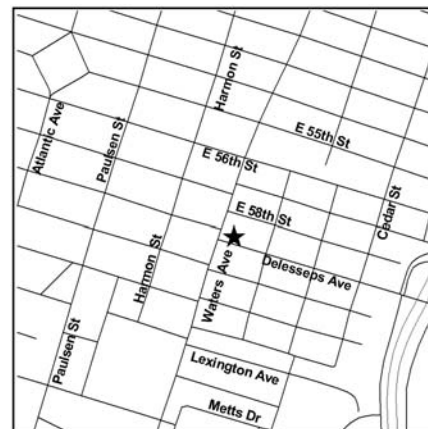 Harmon St
Atlantic Ave
Paulsen St
E 55th St
E 56th St
Cedar St
E 58th St
Delesseps Ave
Harmon St
Waters Ave
Paulsen St
Lexington Ave
Metts Dr